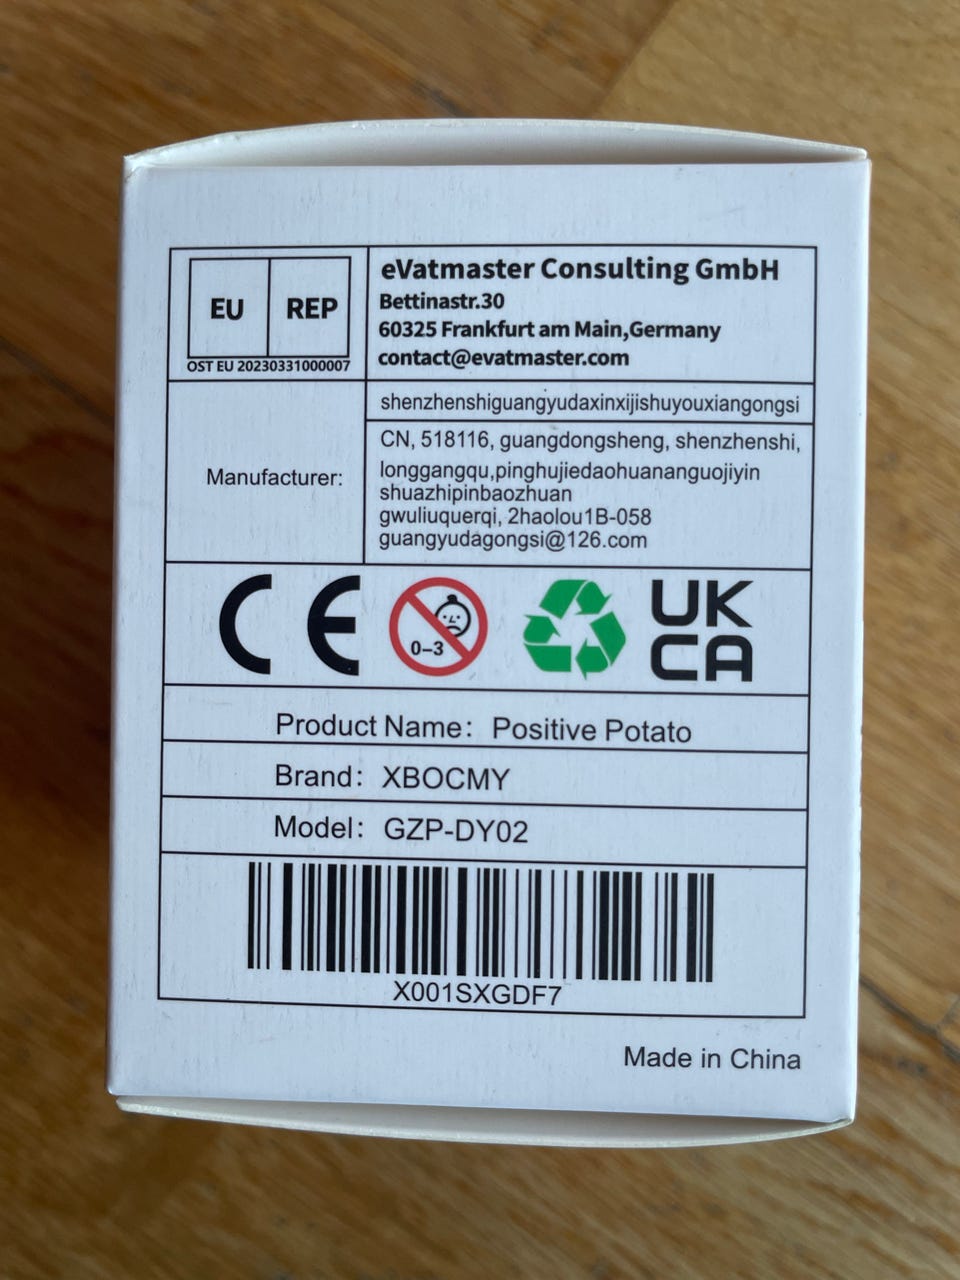 EU REP
OST EU 20230331000007
eVatmaster Consulting GmbH
Bettinastr.30
60325 Frankfurt am Main,Germany
contact@evatmaster.com
Manufacturer:
shenzhenshiguangyudaxinxijishuyouxiangongsi
CN, 518116, guangdongsheng, shenzhenshi,
longgangqu,pinghujiedaohuananguojiyin
shuazhipinbaozhuan
gwuliuquerqi, 2haolou1B-058
guangyudagongsi@126.com
CE
0–3
UK
CA
Product Name: Positive Potato
Brand: XBOCMY
Model: GZP-DY02
X001SXGDF7
Made in China